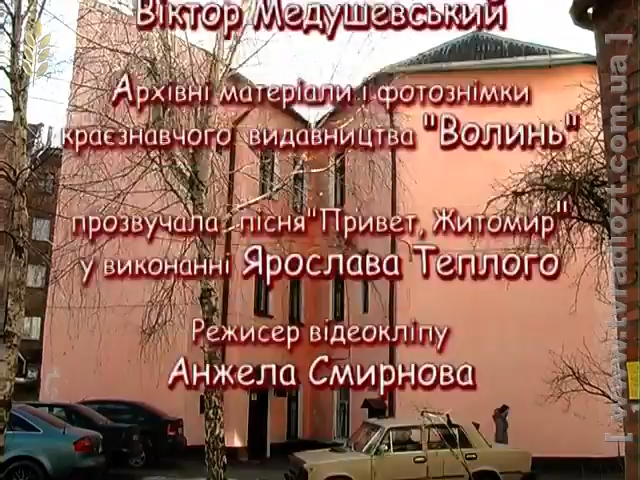 Віктор Медушевський
Архівні матеріали і фотознімки
краєзнавчого видавництва "Волинь"
прозвучала пісня "Привет, Житомир"
у виконанні Ярослава Теплого
Режисер відеокліпу
Анжела Смирнова
[ www.tvradiozt.com.ua ]